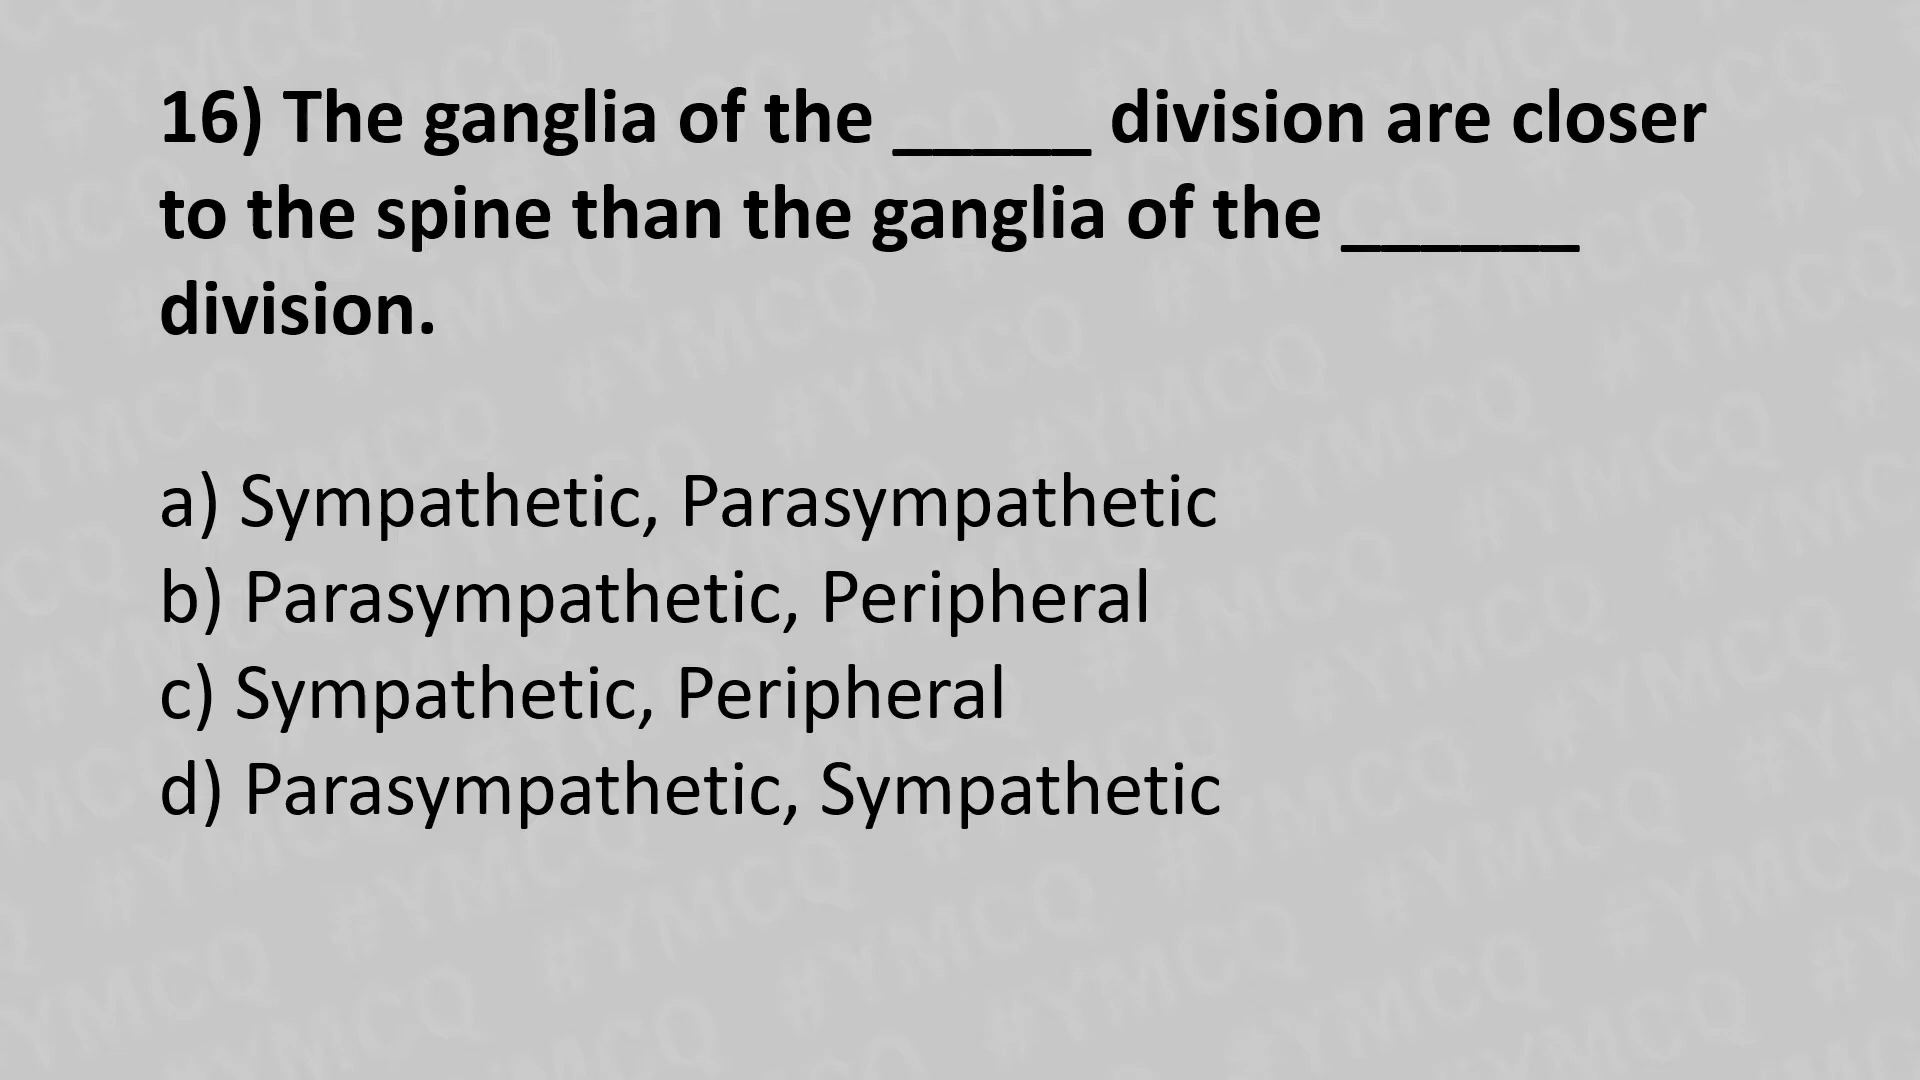 16) The ganglia of the _____ division are closer
to the spine than the ganglia of the ______
division.
a) Sympathetic, Parasympathetic
b) Parasympathetic, Peripheral
c) Sympathetic, Peripheral
d) Parasympathetic, Sympathetic
#YMCQ